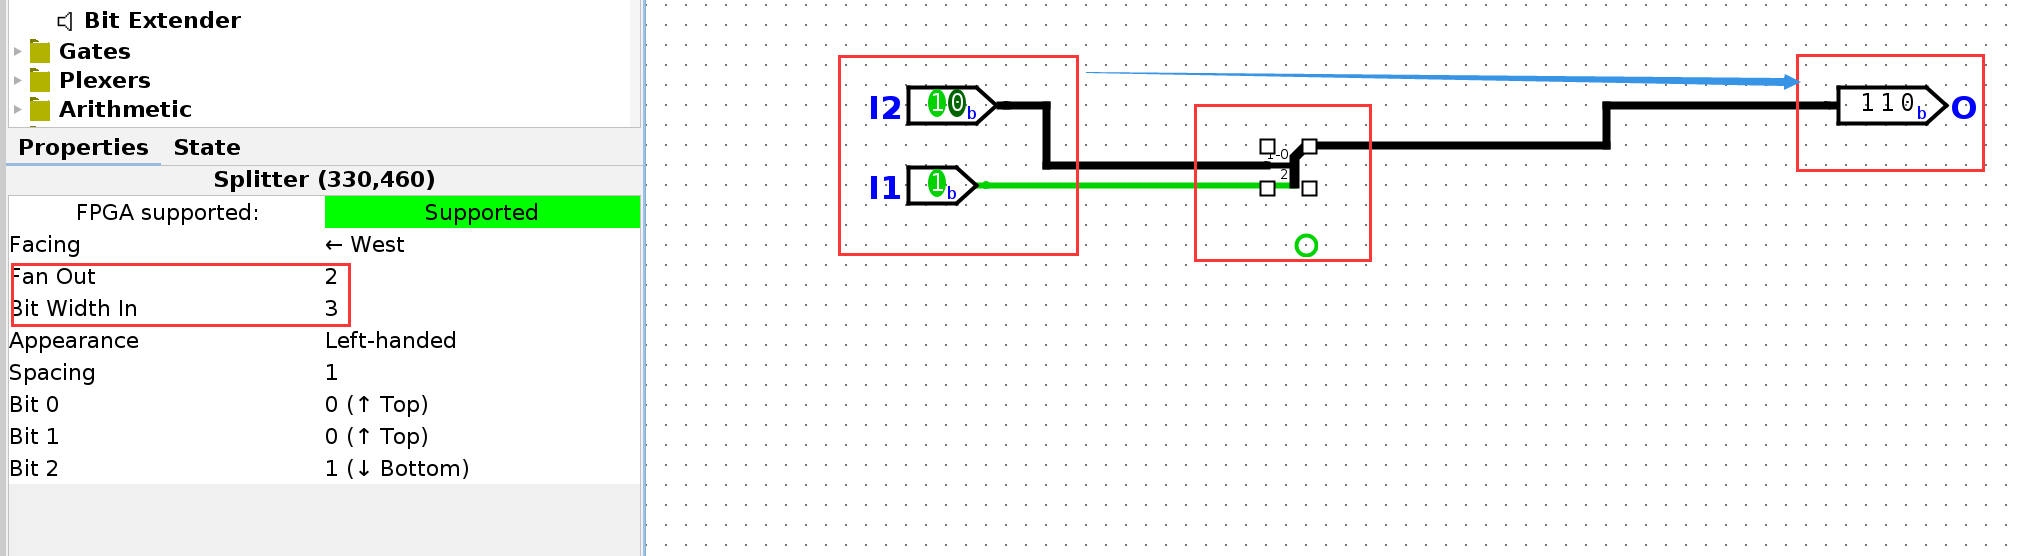 Bit Extender
Gates
Plexers
Arithmetic
Properties State
Splitter (330,460)
FPGA supported: Supported
Facing ← West
Fan Out 2
Bit Width In 3
Appearance Left-handed
Spacing 1
Bit 0 0 (↑ Top)
Bit 1 0 (↑ Top)
Bit 2 1 (↓ Bottom)
I2 10b
I1 1b
1-0
2
110b O